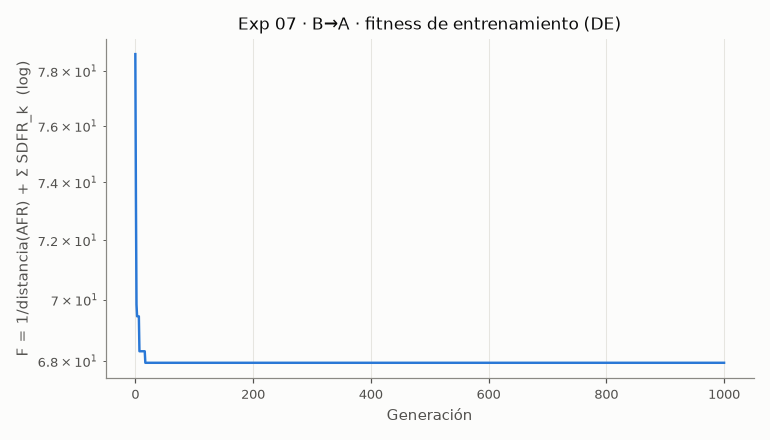 Exp 07 · B→A · fitness de entrenamiento (DE)
F = 1/distancia(AFR) + Σ SDFR_k (log)
7.8 × 10¹
7.6 × 10¹
7.4 × 10¹
7.2 × 10¹
7 × 10¹
6.8 × 10¹
0 200 400 600 800 1000
Generación